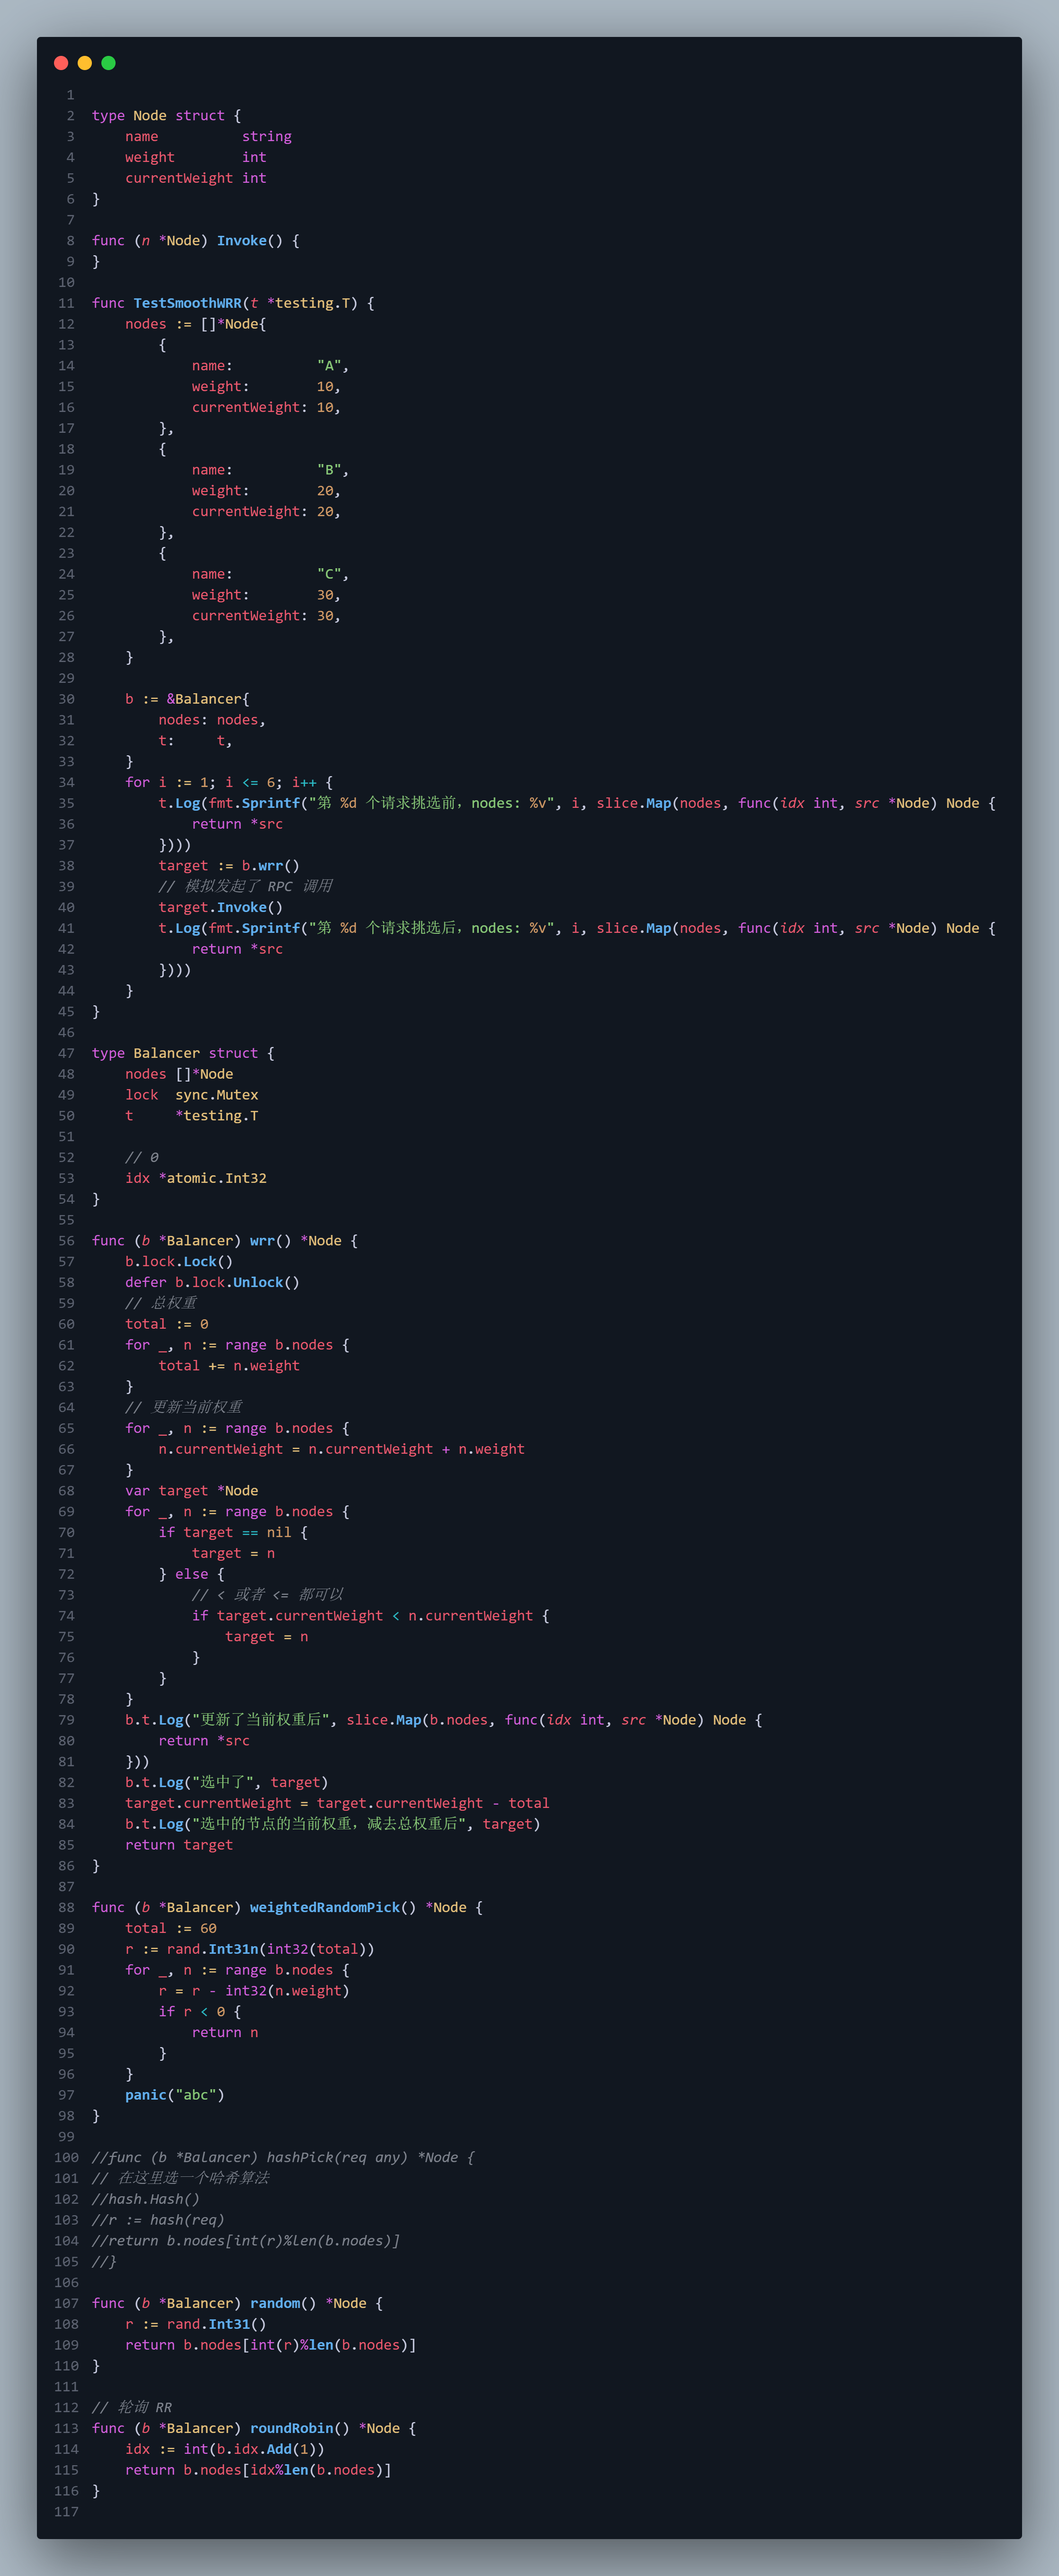 1
2 type Node struct {
3     name          string
4     weight        int
5     currentWeight int
6 }
7
8 func (n *Node) Invoke() {
9 }
10
11 func TestSmoothWRR(t *testing.T) {
12     nodes := []*Node{
13         {
14             name:          "A",
15             weight:        10,
16             currentWeight: 10,
17         },
18         {
19             name:          "B",
20             weight:        20,
21             currentWeight: 20,
22         },
23         {
24             name:          "C",
25             weight:        30,
26             currentWeight: 30,
27         },
28     }
29
30     b := &Balancer{
31         nodes: nodes,
32         t:     t,
33     }
34     for i := 1; i <= 6; i++ {
35         t.Log(fmt.Sprintf("第 %d 个请求挑选前，nodes: %v", i, slice.Map(nodes, func(idx int, src *Node) Node {
36             return *src
37         })))
38         target := b.wrr()
39         // 模拟发起了 RPC 调用
40         target.Invoke()
41         t.Log(fmt.Sprintf("第 %d 个请求挑选后，nodes: %v", i, slice.Map(nodes, func(idx int, src *Node) Node {
42             return *src
43         })))
44     }
45 }
46
47 type Balancer struct {
48     nodes []*Node
49     lock  sync.Mutex
50     t     *testing.T
51
52     // 0
53     idx *atomic.Int32
54 }
55
56 func (b *Balancer) wrr() *Node {
57     b.lock.Lock()
58     defer b.lock.Unlock()
59     // 总权重
60     total := 0
61     for _, n := range b.nodes {
62         total += n.weight
63     }
64     // 更新当前权重
65     for _, n := range b.nodes {
66         n.currentWeight = n.currentWeight + n.weight
67     }
68     var target *Node
69     for _, n := range b.nodes {
70         if target == nil {
71             target = n
72         } else {
73             // < 或者 <= 都可以
74             if target.currentWeight < n.currentWeight {
75                 target = n
76             }
77         }
78     }
79     b.t.Log("更新了当前权重后", slice.Map(b.nodes, func(idx int, src *Node) Node {
80         return *src
81     }))
82     b.t.Log("选中了", target)
83     target.currentWeight = target.currentWeight - total
84     b.t.Log("选中的节点的当前权重，减去总权重后", target)
85     return target
86 }
87
88 func (b *Balancer) weightedRandomPick() *Node {
89     total := 60
90     r := rand.Int31n(int32(total))
91     for _, n := range b.nodes {
92         r = r - int32(n.weight)
93         if r < 0 {
94             return n
95         }
96     }
97     panic("abc")
98 }
99
100 //func (b *Balancer) hashPick(req any) *Node {
101 // 在这里选一个哈希算法
102 //hash.Hash()
103 //r := hash(req)
104 //return b.nodes[int(r)%len(b.nodes)]
105 //}
106
107 func (b *Balancer) random() *Node {
108     r := rand.Int31()
109     return b.nodes[int(r)%len(b.nodes)]
110 }
111
112 // 轮询 RR
113 func (b *Balancer) roundRobin() *Node {
114     idx := int(b.idx.Add(1))
115     return b.nodes[idx%len(b.nodes)]
116 }
117